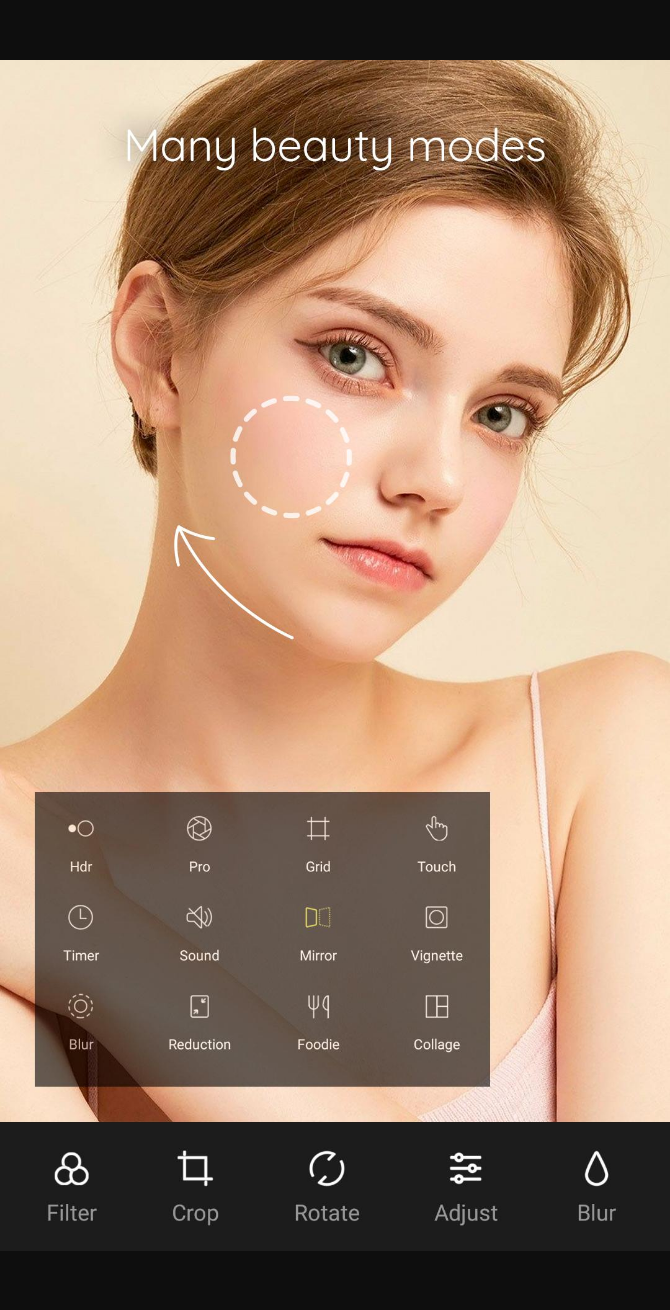 Many beauty modes
Hdr Pro Grid Touch
Timer Sound Mirror Vignette
Blur Reduction Foodie Collage
Filter Crop Rotate Adjust Blur